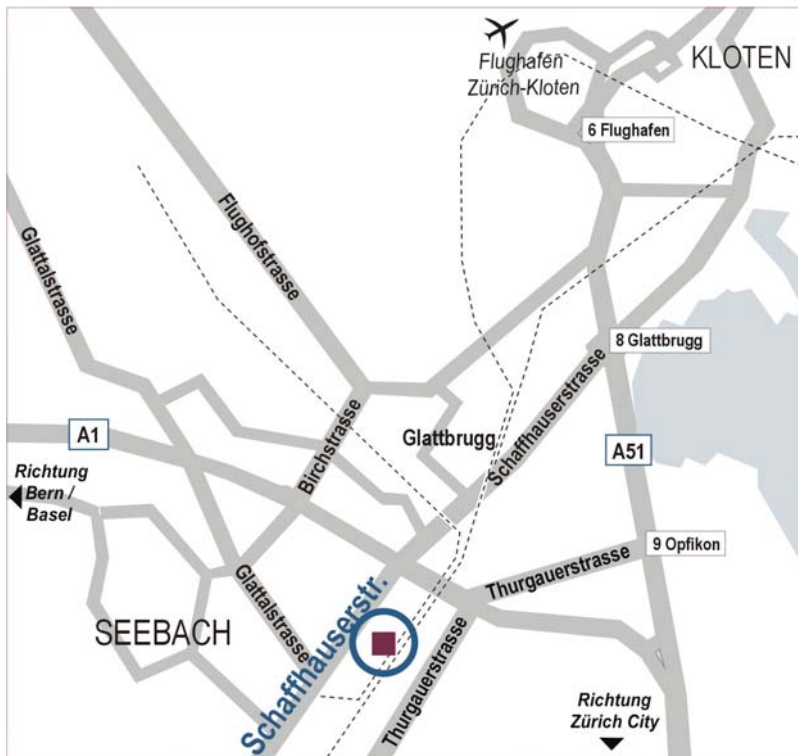 Flughafen
Zürich-Kloten
KLOTEN
6 Flughafen
Flughofstrasse
Glattalstrasse
8 Glattbrugg
Schaffhauserstrasse
Birchstrasse
Glattbrugg
A1
A51
Richtung
Bern /
Basel
9 Opfikon
Thurgauerstrasse
Glattalstrasse
SEEBACH
Schaffhauserstr.
Thurgauerstrasse
Richtung
Zürich City